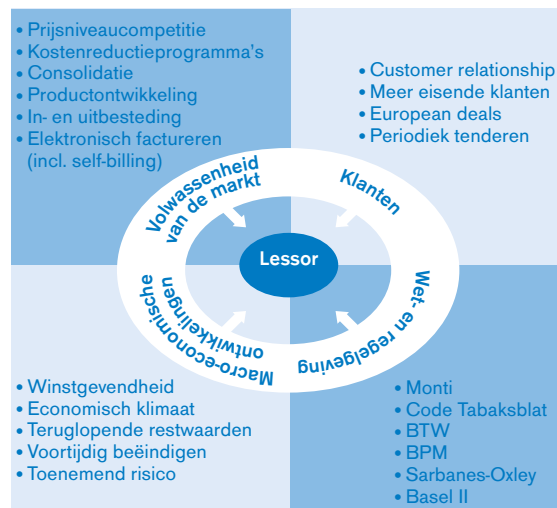 • Prijsniveaucompetitie
• Kostenreductieprogramma's
• Consolidatie
• Productontwikkeling
• In- en uitbesteding
• Elektronisch factureren
(incl. self-billing)
• Customer relationship
• Meer eisende klanten
• European deals
• Periodiek tenderen
Volwassenheid
van de markt
Klanten
Lessor
Macro-economische
ontwikkelingen
Wet- en regelgeving
• Winstgevendheid
• Economisch klimaat
• Teruglopende restwaarden
• Voortijdig beëindigen
• Toenemend risico
• Monti
• Code Tabaksblat
• BTW
• BPM
• Sarbanes-Oxley
• Basel II